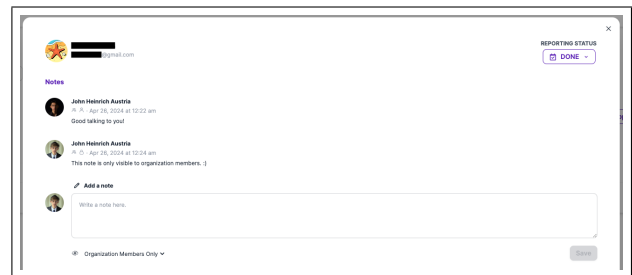 REPORTING STATUS
@gmail.com
DONE
Notes
John Heinrich Austria
· Apr 26, 2024 at 12:22 am
Good talking to you!
John Heinrich Austria
· Apr 26, 2024 at 12:24 am
This note is only visible to organization members. :)
Add a note
Write a note here.
Organization Members Only
Save